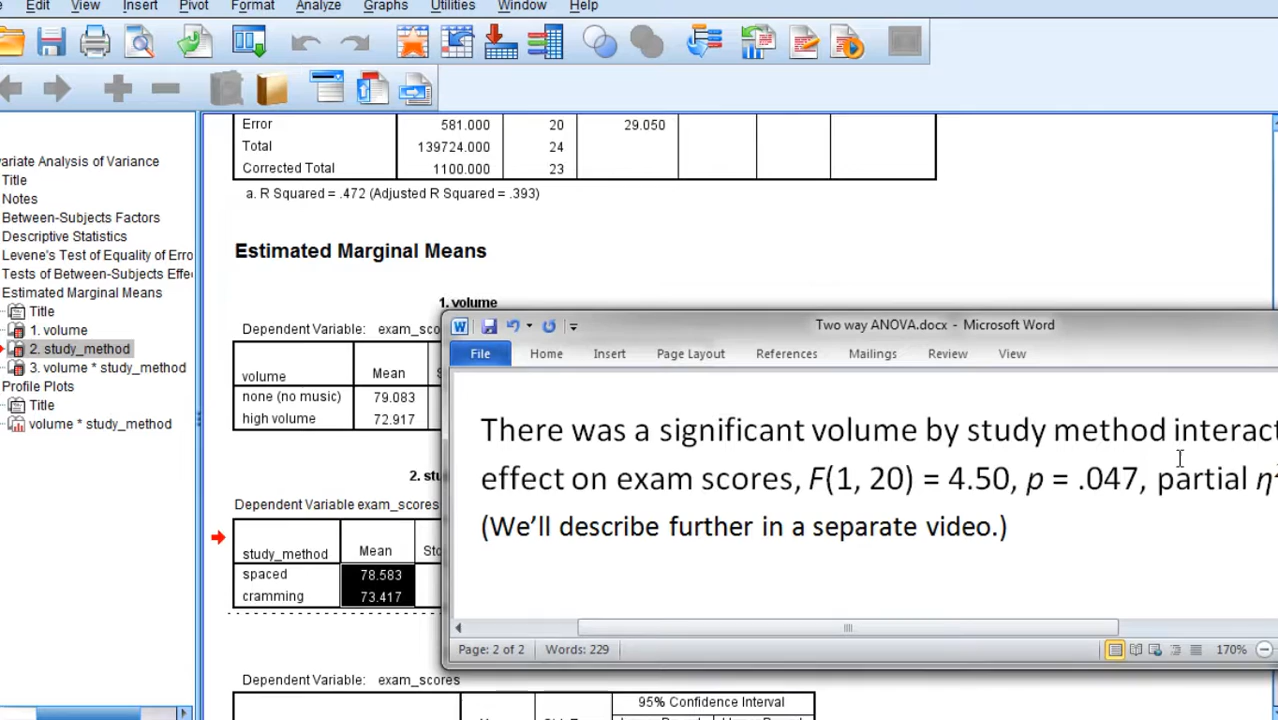 Edit View Insert Pivot Format Analyze Graphs Utilities Window Help
ariate Analysis of Variance
Title
Notes
Between-Subjects Factors
Descriptive Statistics
Levene's Test of Equality of Erro
Tests of Between-Subjects Effe
Estimated Marginal Means
Title
1. volume
2. study_method
3. volume * study_method
Profile Plots
Title
volume * study_method
Error 581.000 20 29.050
Total 139724.000 24
Corrected Total 1100.000 23
a. R Squared = .472 (Adjusted R Squared = .393)
Estimated Marginal Means
1. volume
Dependent Variable: exam_sco
volume Mean S
none (no music) 79.083
high volume 72.917
2. stu
Dependent Variable exam_scores
study_method Mean Std
spaced 78.583
cramming 73.417
Dependent Variable: exam_scores
95% Confidence Interval
Two way ANOVA.docx - Microsoft Word
File Home Insert Page Layout References Mailings Review View
There was a significant volume by study method interact
effect on exam scores, F(1, 20) = 4.50, p = .047, partial η²
(We'll describe further in a separate video.)
Page: 2 of 2 Words: 229 170%